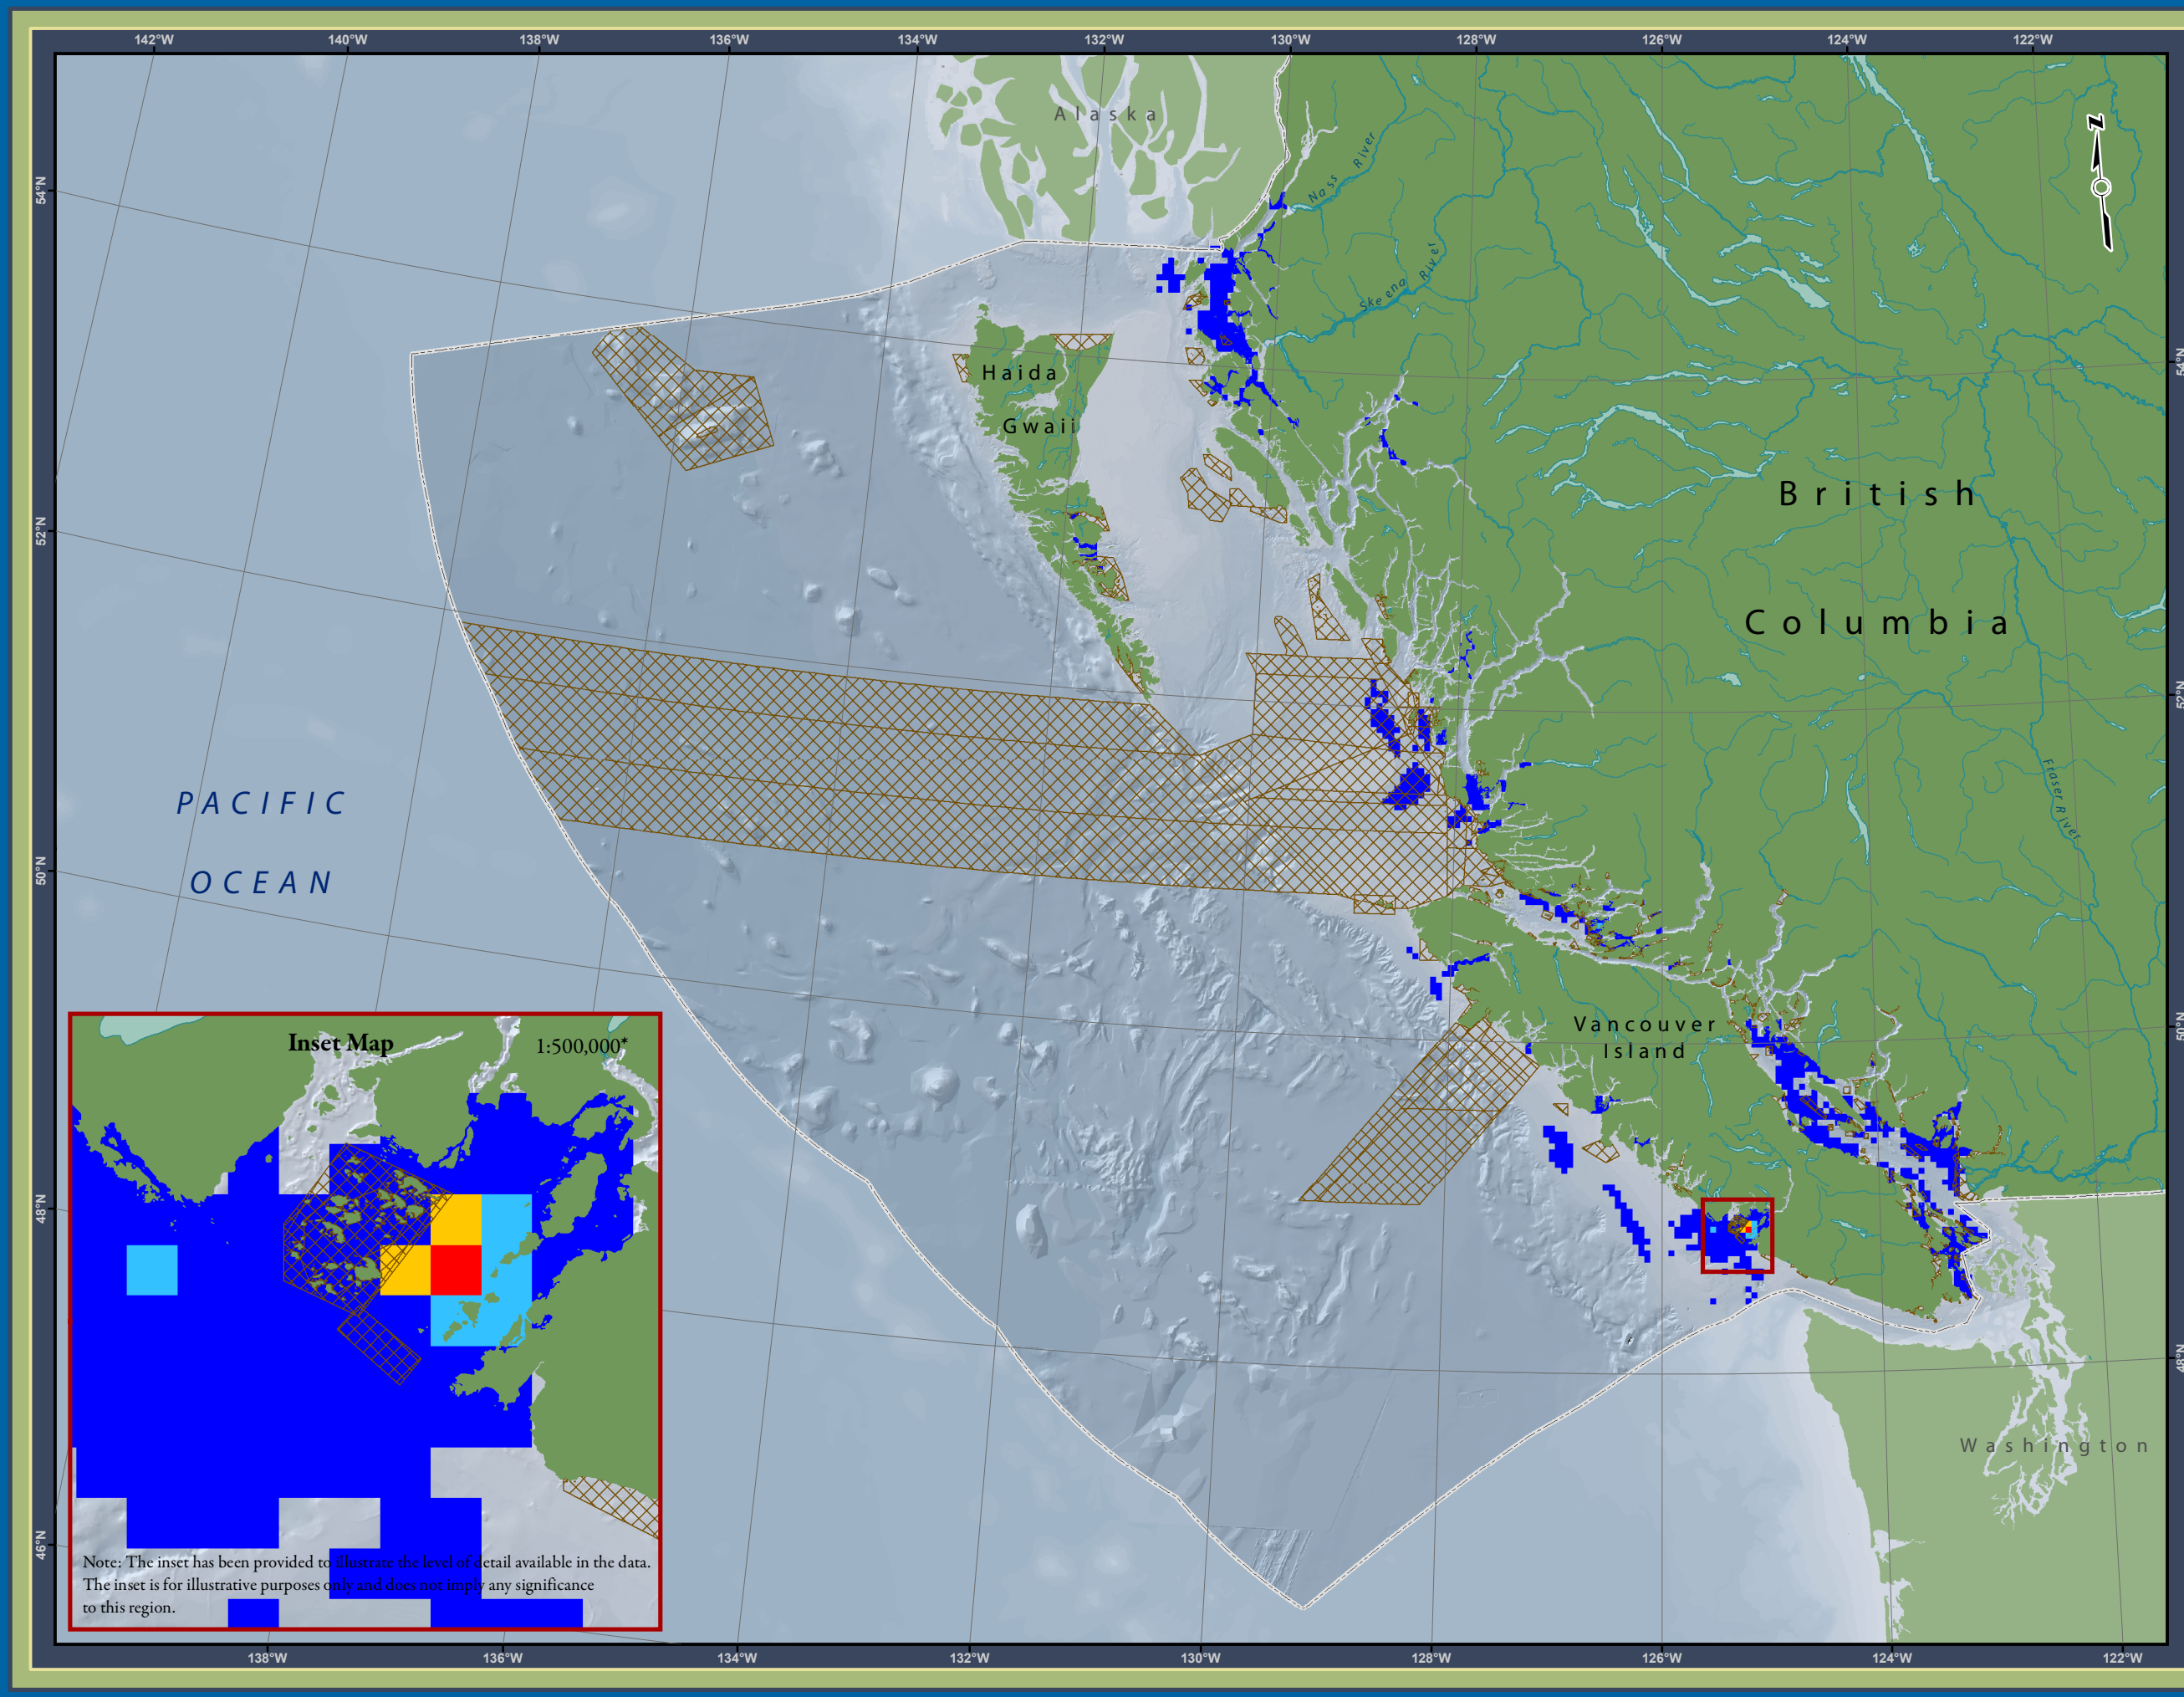 142°W 140°W 138°W 136°W 134°W 132°W 130°W 128°W 126°W 124°W 122°W
Alaska
Nass River
Skeena River
54°N
54°N
Haida
Gwaii
British
Columbia
52°N
52°N
PACIFIC
OCEAN
Fraser River
50°N
50°N
Vancouver
Island
Inset Map
1:500,000*
48°N
48°N
Washington
46°N
Note: The inset has been provided to illustrate the level of detail available in the data.
The inset is for illustrative purposes only and does not imply any significance
to this region.
138°W 136°W 134°W 132°W 130°W 128°W 126°W 124°W 122°W
N